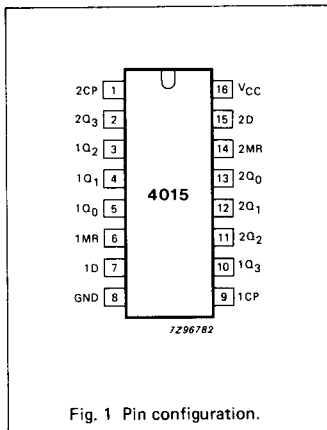 2CP 1 16 VCC
2Q3 2 15 2D
1Q2 3 14 2MR
1Q1 4 13 2Q0
4015
1Q0 5 12 2Q1
1MR 6 11 2Q2
1D 7 10 1Q3
GND 8 9 1CP
7Z96782
Fig. 1 Pin configuration.